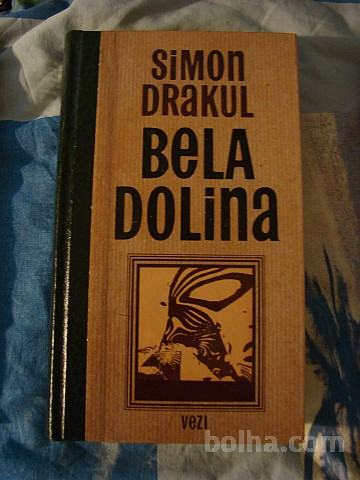 SIMON
DRAKUL
BELA
DOLINA
VEZI
bolha.com